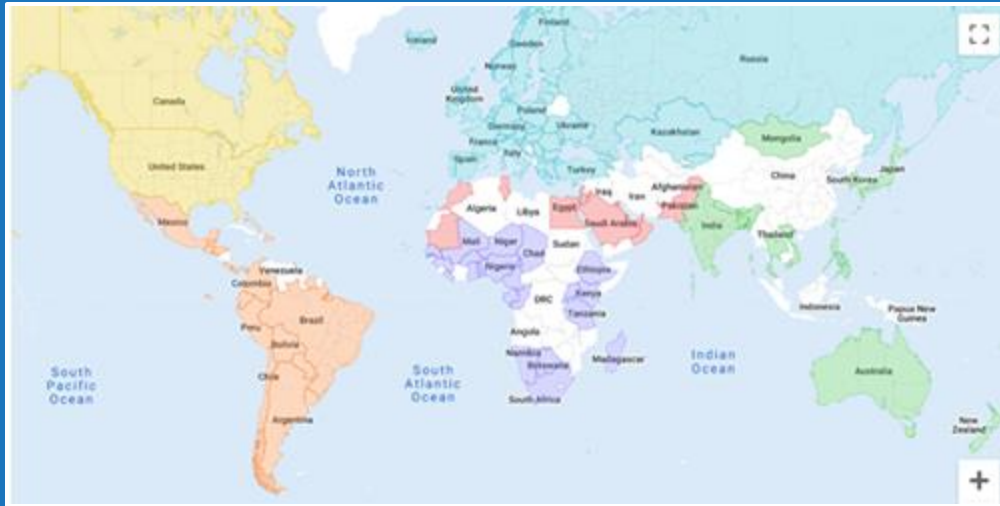 Finland
Iceland
Sweden
Russia
Norway
United
Kingdom
Canada
Poland
Germany
Ukraine
Kazakhstan
Mongolia
France
Italy
Spain
Turkey
Japan
United States
China
South Korea
North
Atlantic
Ocean
Iraq
Iran
Afghanistan
Pakistan
Algeria
Libya
Egypt
Saudi Arabia
India
Mexico
Mali
Niger
Chad
Sudan
Thailand
Nigeria
Ethiopia
Venezuela
Colombia
DRC
Kenya
Indonesia
Papua New
Guinea
Tanzania
Brazil
Peru
Angola
Bolivia
Namibia
Botswana
Madagascar
Indian
Ocean
South
Pacific
Ocean
Chile
South
Atlantic
Ocean
Australia
South Africa
Argentina
New
Zealand